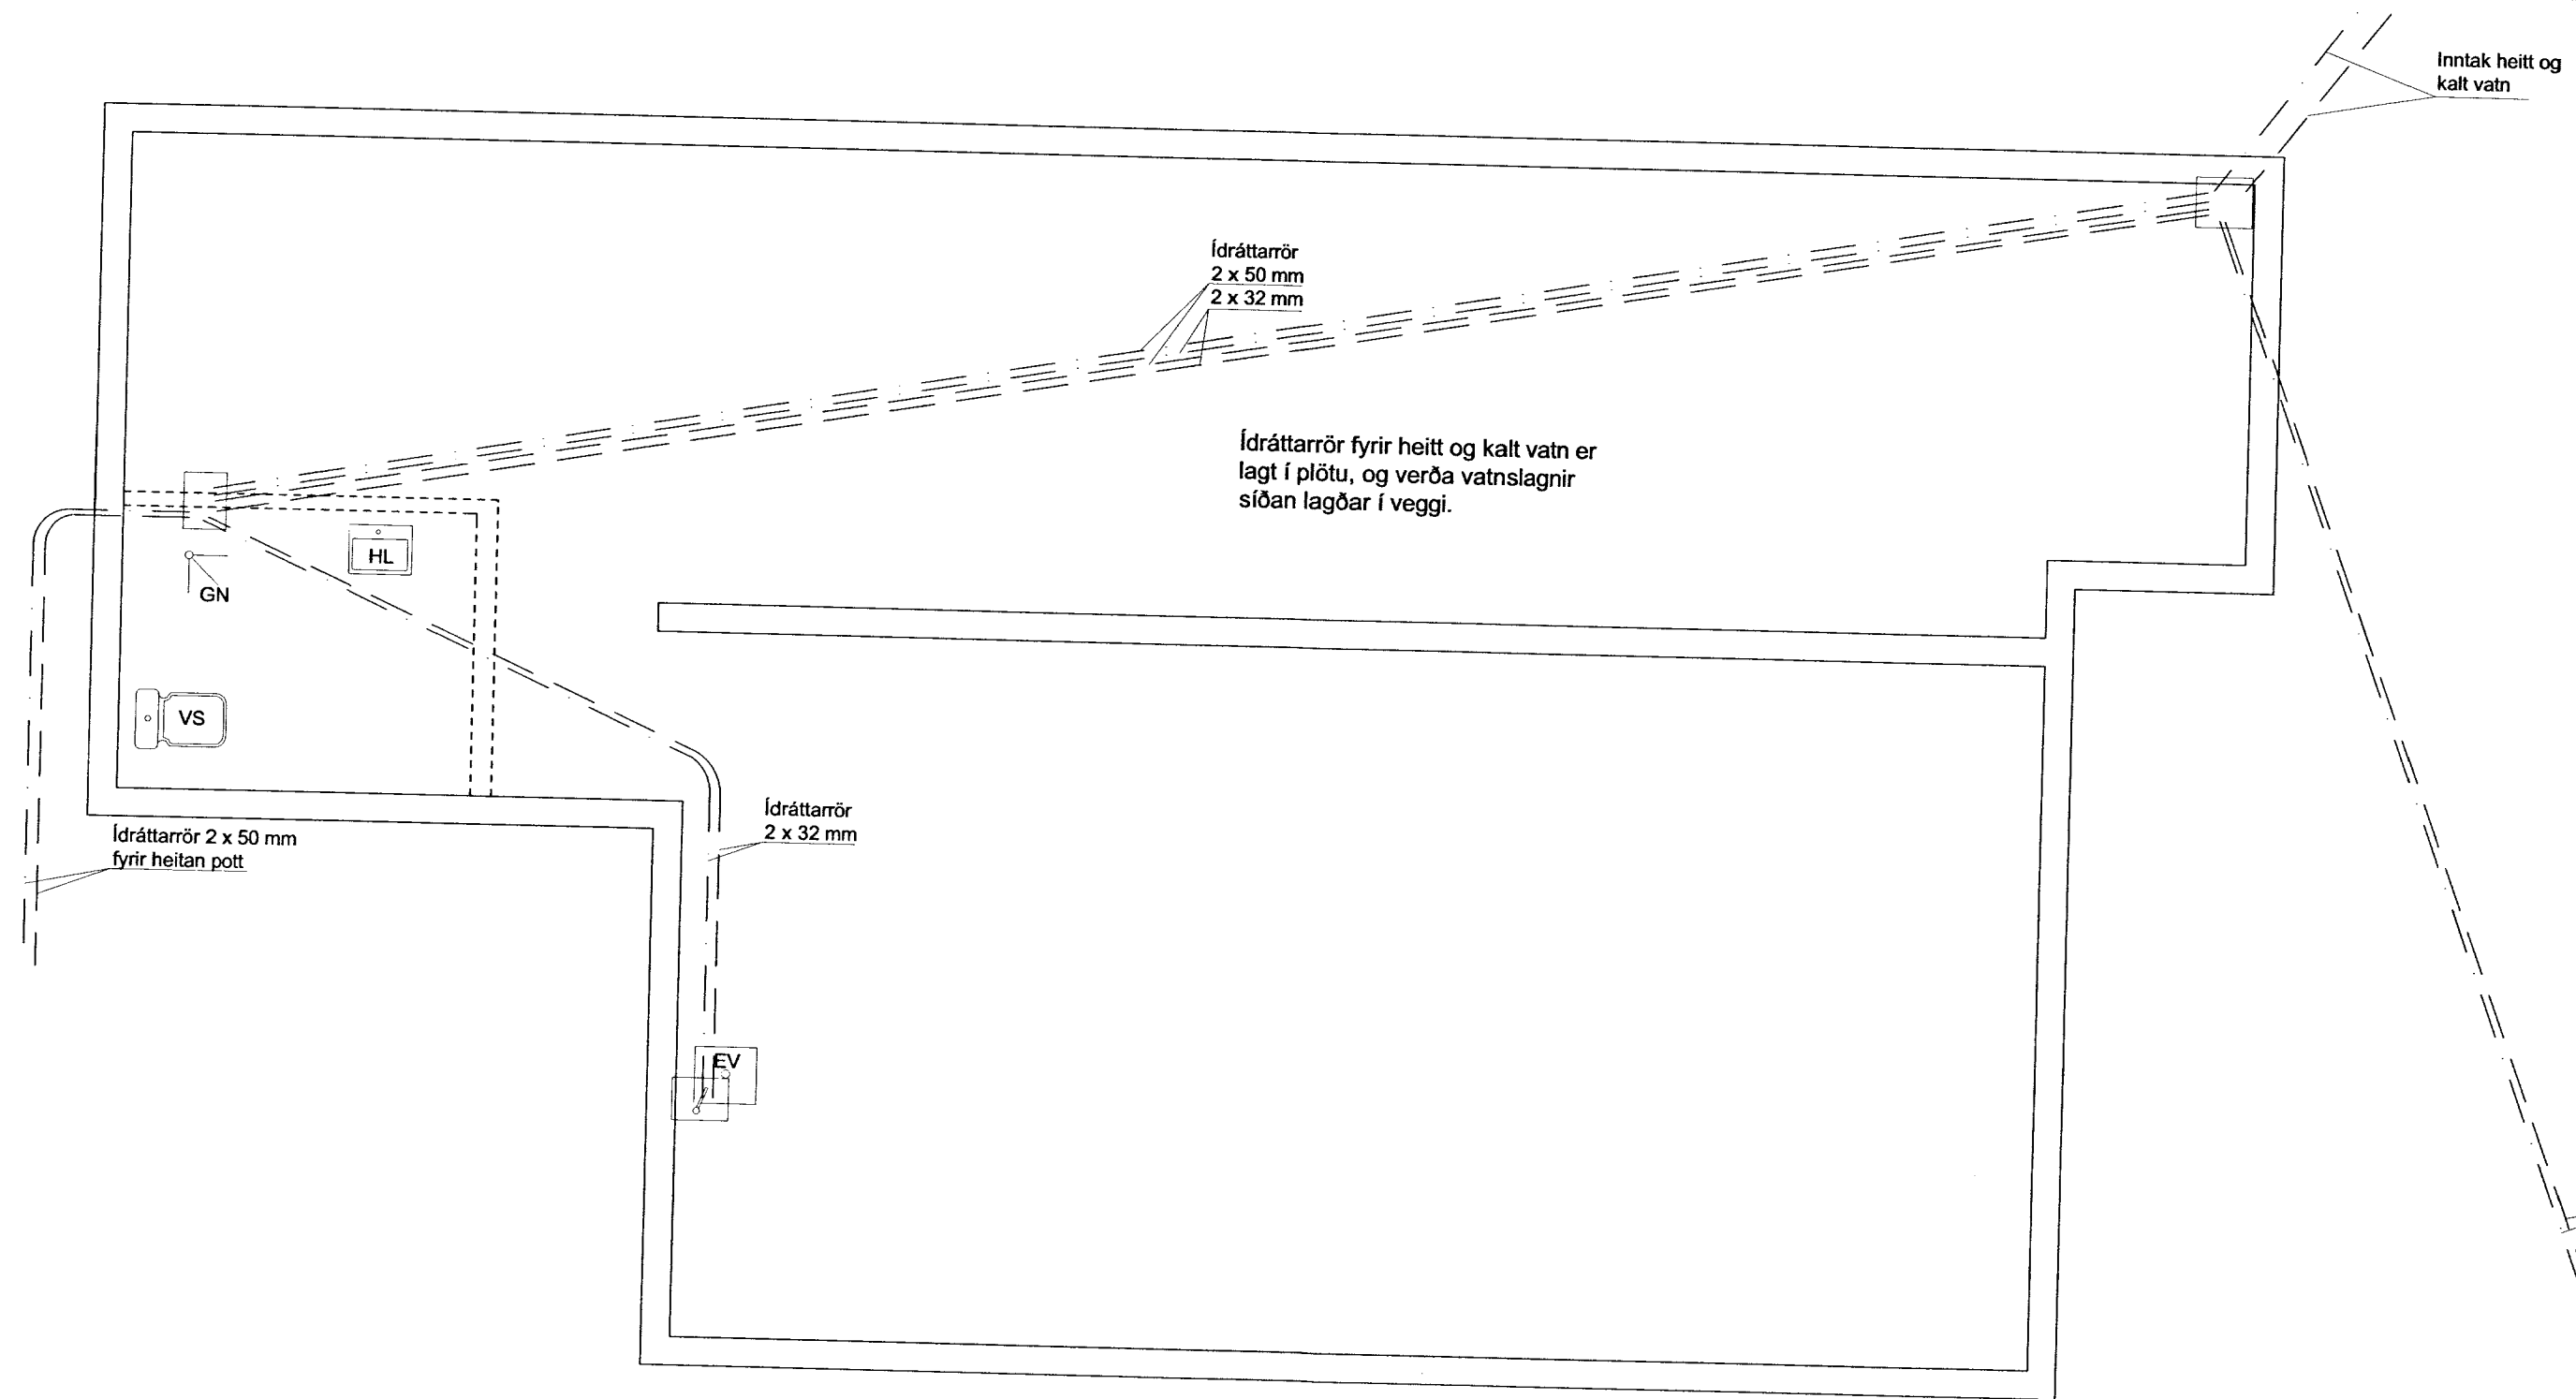 Inntak heitt og
kalt vatn
Ídráttarrör
2 x 50 mm
2 x 32 mm
Ídráttarrör fyrir heitt og kalt vatn er
lagt í plötu, og verða vatnslagnir
síðan lagðar í veggi.
HL
GN
VS
Ídráttarrör
2 x 32 mm
Ídráttarrör 2 x 50 mm
fyrir heitan pott
EV